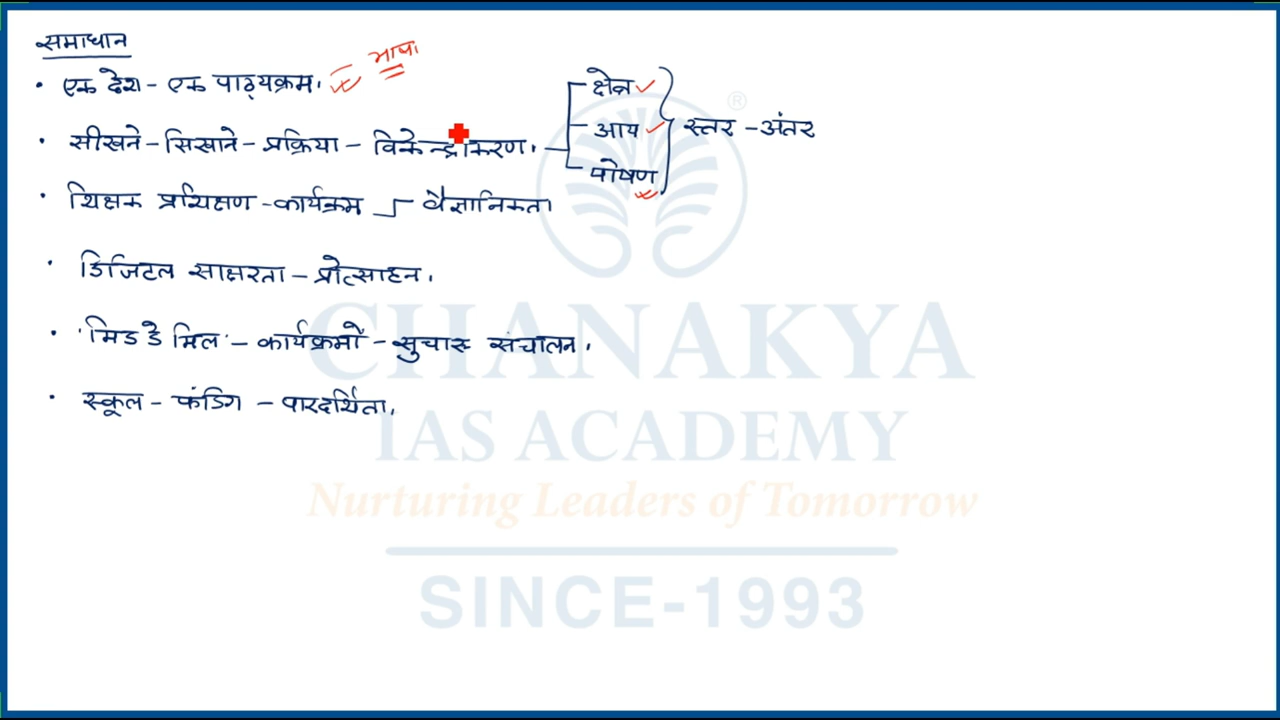 समाधान
• एक देश - एक पाठ्यक्रम. भाषा
• सीखने - सिखाने - प्रक्रिया - विकेन्द्रीकरण.
क्षेत्र
आय
पोषण
स्तर - अंतर
• शिक्षक प्रशिक्षण - कार्यक्रम वैज्ञानिकता
• डिजिटल साक्षरता - प्रोत्साहन.
• 'मिड डे मिल' - कार्यक्रमों - सुचारू संचालन.
• स्कूल - फंडिंग - पारदर्शिता.
CHANAKYA
IAS ACADEMY
Nurturing Leaders of Tomorrow
SINCE-1993
®